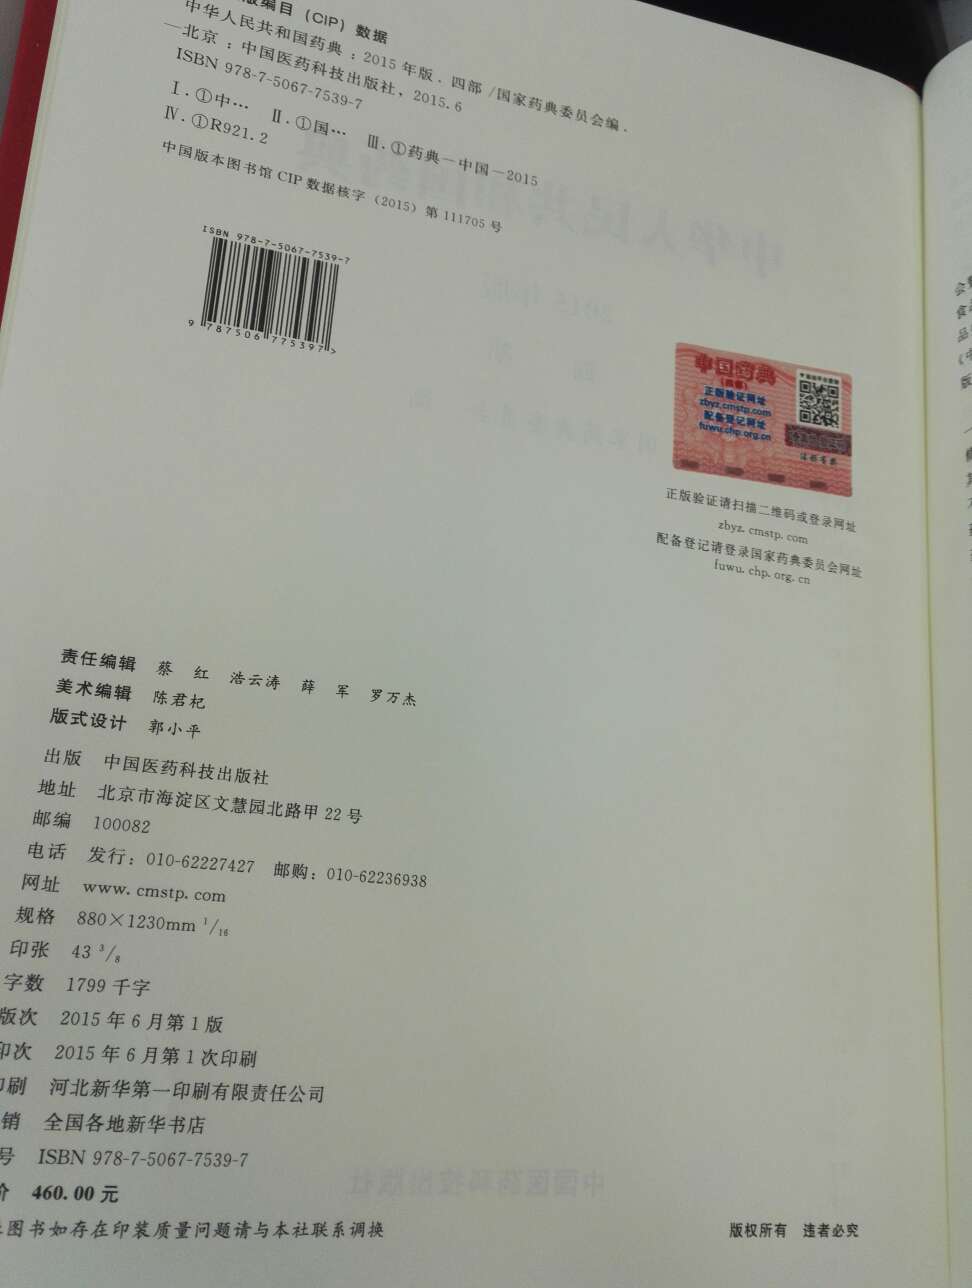 版编目（CIP）数据
中华人民共和国药典：2015年版．四部/国家药典委员会编．
—北京：中国医药科技出版社，2015.6
ISBN 978-7-5067-7539-7
Ⅰ.①中… Ⅱ.①国… Ⅲ.①药典－中国－2015
Ⅳ.①R921.2
中国版本图书馆CIP数据核字（2015）第111705号
ISBN 978-7-5067-7539-7
9 787506 775397 >
中国药典
（四部）
正版验证网址
zbyz.cmstp.com
配备登记网址
fuwu.chp.org.cn
正版验证请扫描二维码或登录网址
zbyz.cmstp.com
配备登记请登录国家药典委员会网址
fuwu.chp.org.cn
责任编辑 蔡 红 浩云涛 薛 军 罗万杰
美术编辑 陈君杞
版式设计 郭小平
出版 中国医药科技出版社
地址 北京市海淀区文慧园北路甲22号
邮编 100082
电话 发行：010-62227427 邮购：010-62236938
网址 www.cmstp.com
规格 880×1230mm 1/16
印张 43 3/8
字数 1799千字
版次 2015年6月第1版
印次 2015年6月第1次印刷
印刷 河北新华第一印刷有限责任公司
销 全国各地新华书店
号 ISBN 978-7-5067-7539-7
价 460.00元
图书如存在印装质量问题请与本社联系调换
版权所有 违者必究